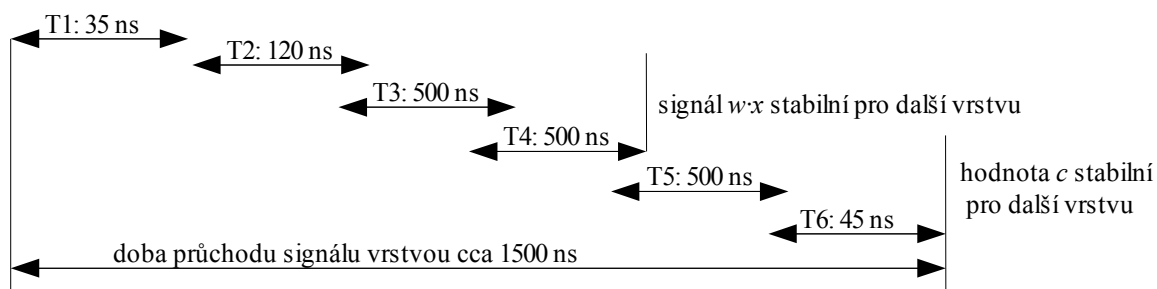 T1: 35 ns
T2: 120 ns
T3: 500 ns
signál w·x stabilní pro další vrstvu
T4: 500 ns
T5: 500 ns
hodnota c stabilní
pro další vrstvu
T6: 45 ns
doba průchodu signálu vrstvou cca 1500 ns